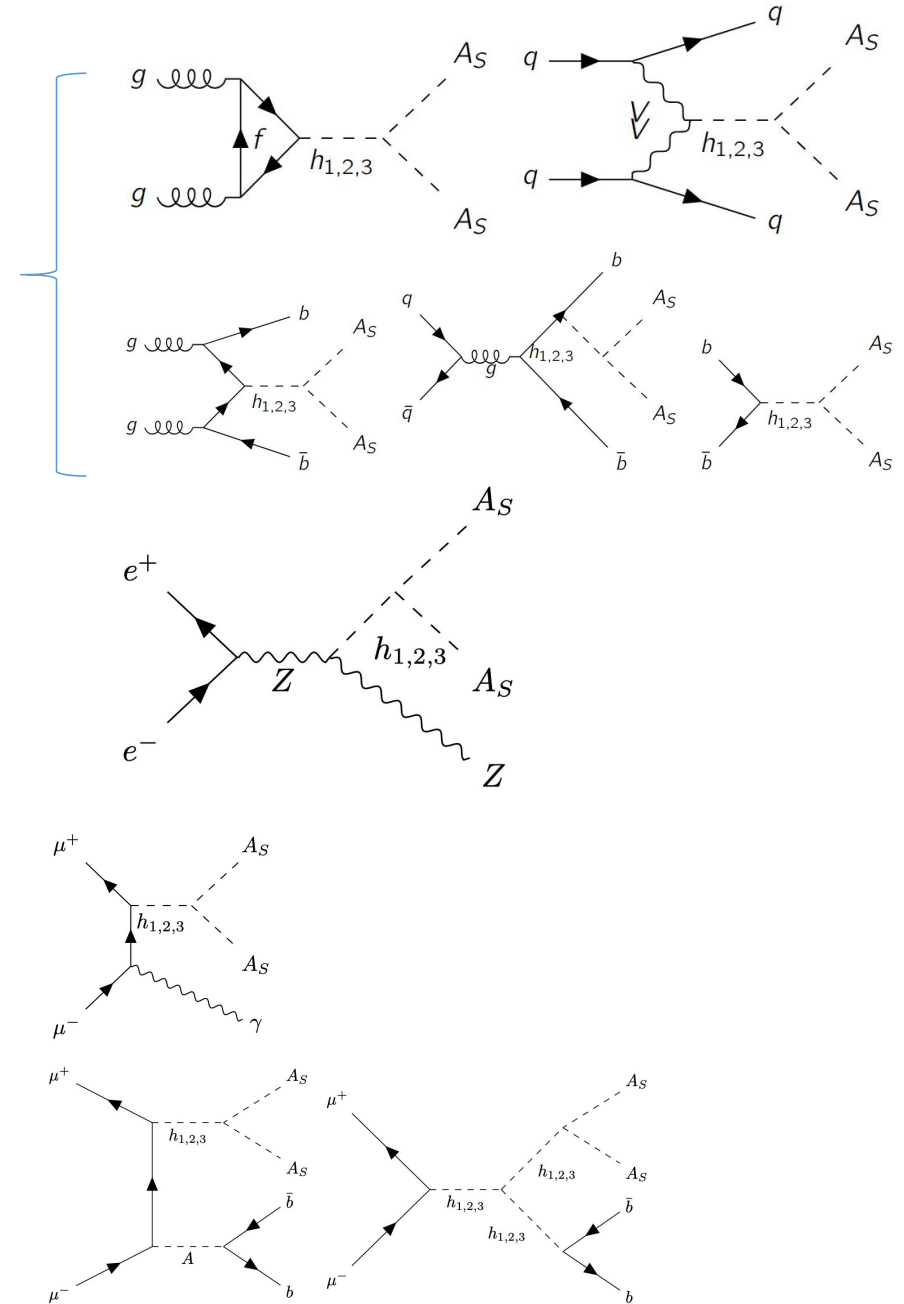 g
f
h_{1,2,3}
A_S
A_S
g
q
q
V
V
h_{1,2,3}
A_S
A_S
q
q
g
b
h_{1,2,3}
A_S
A_S
g
b̄
q
q̄
g
h_{1,2,3}
b
A_S
A_S
b̄
b
b̄
h_{1,2,3}
A_S
A_S
e⁺
e⁻
Z
h_{1,2,3}
A_S
A_S
Z
μ⁺
μ⁻
h_{1,2,3}
A_S
A_S
γ
μ⁺
h_{1,2,3}
A_S
A_S
b̄
A
μ⁻
b
μ⁺
μ⁻
h_{1,2,3}
h_{1,2,3}
h_{1,2,3}
A_S
A_S
b̄
b